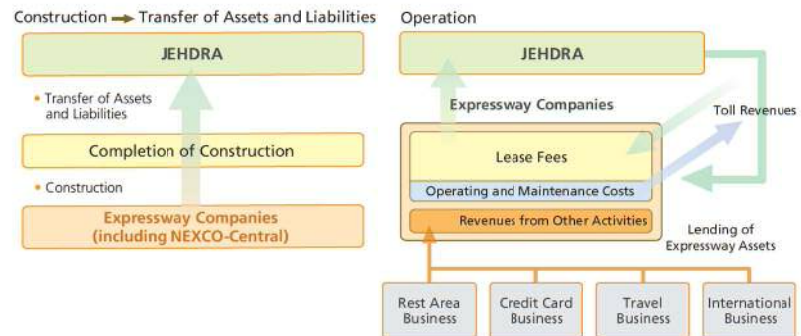 Construction
Transfer of Assets and Liabilities
JEHDRA
• Transfer of Assets
and Liabilities
Completion of Construction
• Construction
Expressway Companies
(including NEXCO-Central)
Operation
JEHDRA
Expressway Companies
Toll Revenues
Lease Fees
Operating and Maintenance Costs
Revenues from Other Activities
Lending of
Expressway Assets
Rest Area
Business
Credit Card
Business
Travel
Business
International
Business